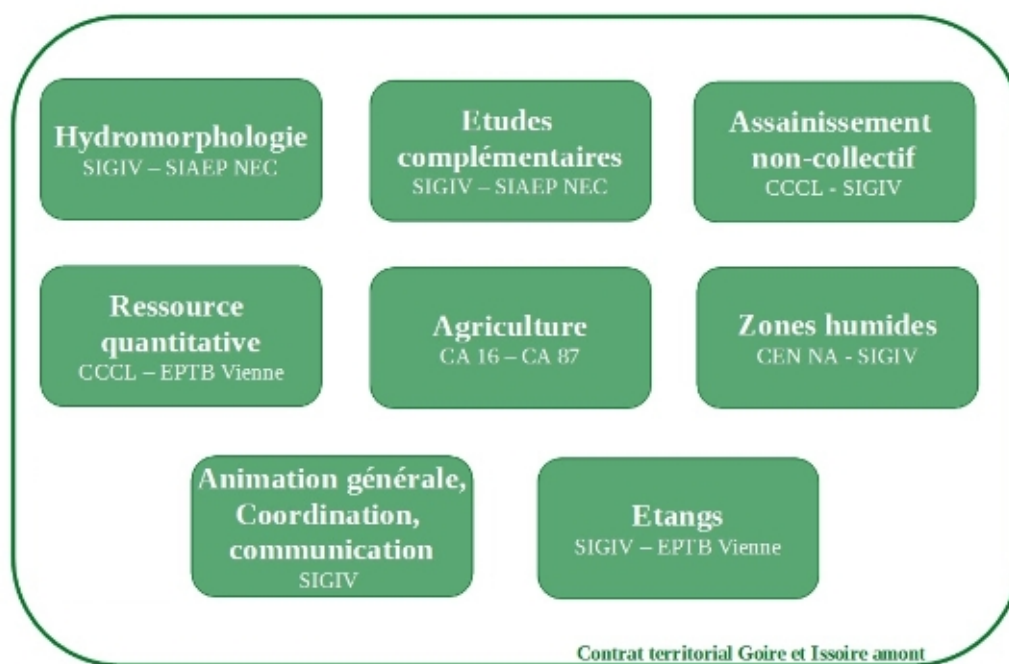 Hydromorphologie
SIGIV – SIAEP NEC
Etudes
complémentaires
SIGIV – SIAEP NEC
Assainissement
non-collectif
CCCL - SIGIV
Ressource
quantitative
CCCL – EPTB Vienne
Agriculture
CA 16 – CA 87
Zones humides
CEN NA - SIGIV
Animation générale,
Coordination,
communication
SIGIV
Etangs
SIGIV – EPTB Vienne
Contrat territorial Goire et Issoire amont